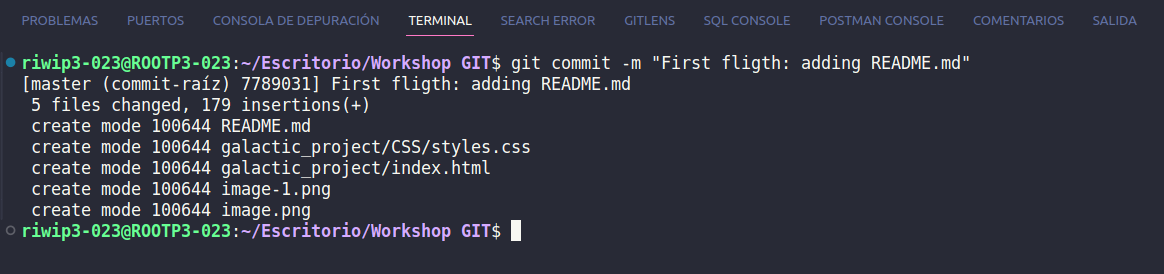 PROBLEMAS PUERTOS CONSOLA DE DEPURACIÓN TERMINAL SEARCH ERROR GITLENS SQL CONSOLE POSTMAN CONSOLE COMENTARIOS SALIDA
riwip3-023@ROOTP3-023:~/Escritorio/Workshop GIT$ git commit -m "First fligth: adding README.md"
[master (commit-raíz) 7789031] First fligth: adding README.md
 5 files changed, 179 insertions(+)
 create mode 100644 README.md
 create mode 100644 galactic_project/CSS/styles.css
 create mode 100644 galactic_project/index.html
 create mode 100644 image-1.png
 create mode 100644 image.png
riwip3-023@ROOTP3-023:~/Escritorio/Workshop GIT$